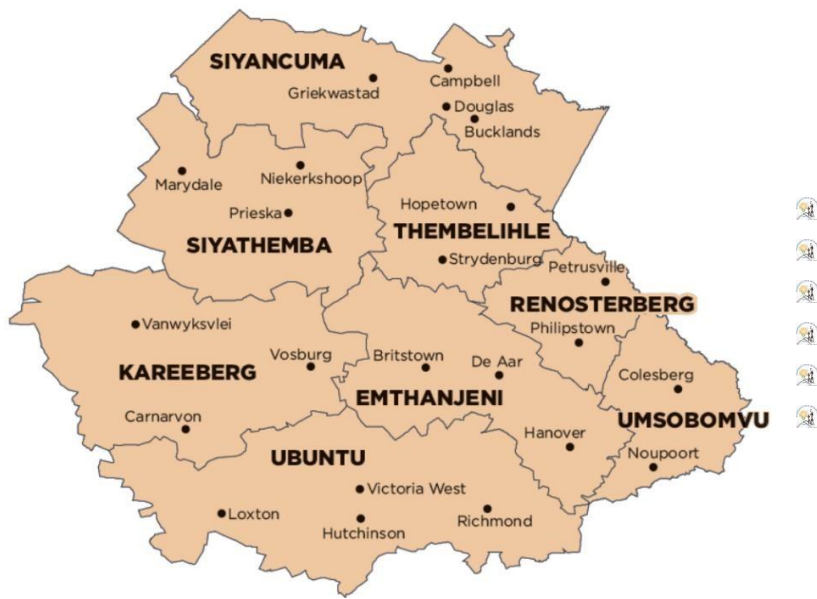 SIYANCUMA
Griekwastad
Campbell
Douglas
Bucklands
Marydale
Niekerkshoop
Prieska
SIYATHEMBA
Hopetown
THEMBELIHLE
Strydenburg
Petrusville
RENOSTERBERG
Philipstown
Vanwyksvlei
Vosburg
KAREEBERG
Carnarvon
Britstown
De Aar
EMTHANJENI
Hanover
Colesberg
UMSOBOMVU
Noupoort
UBUNTU
Victoria West
Loxton
Hutchinson
Richmond